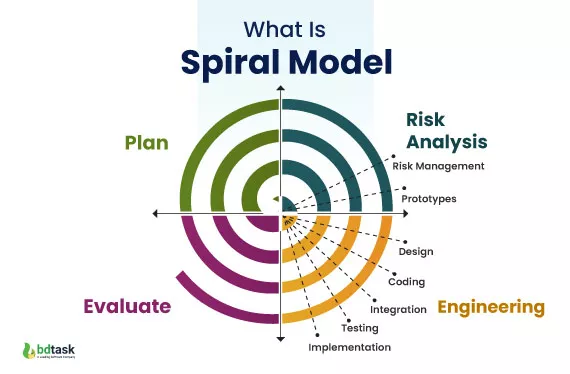 What Is
Spiral Model
Plan
Risk
Analysis
Risk Management
Prototypes
Design
Coding
Integration
Testing
Implementation
Evaluate
Engineering
bdtask
A Leading Software Company